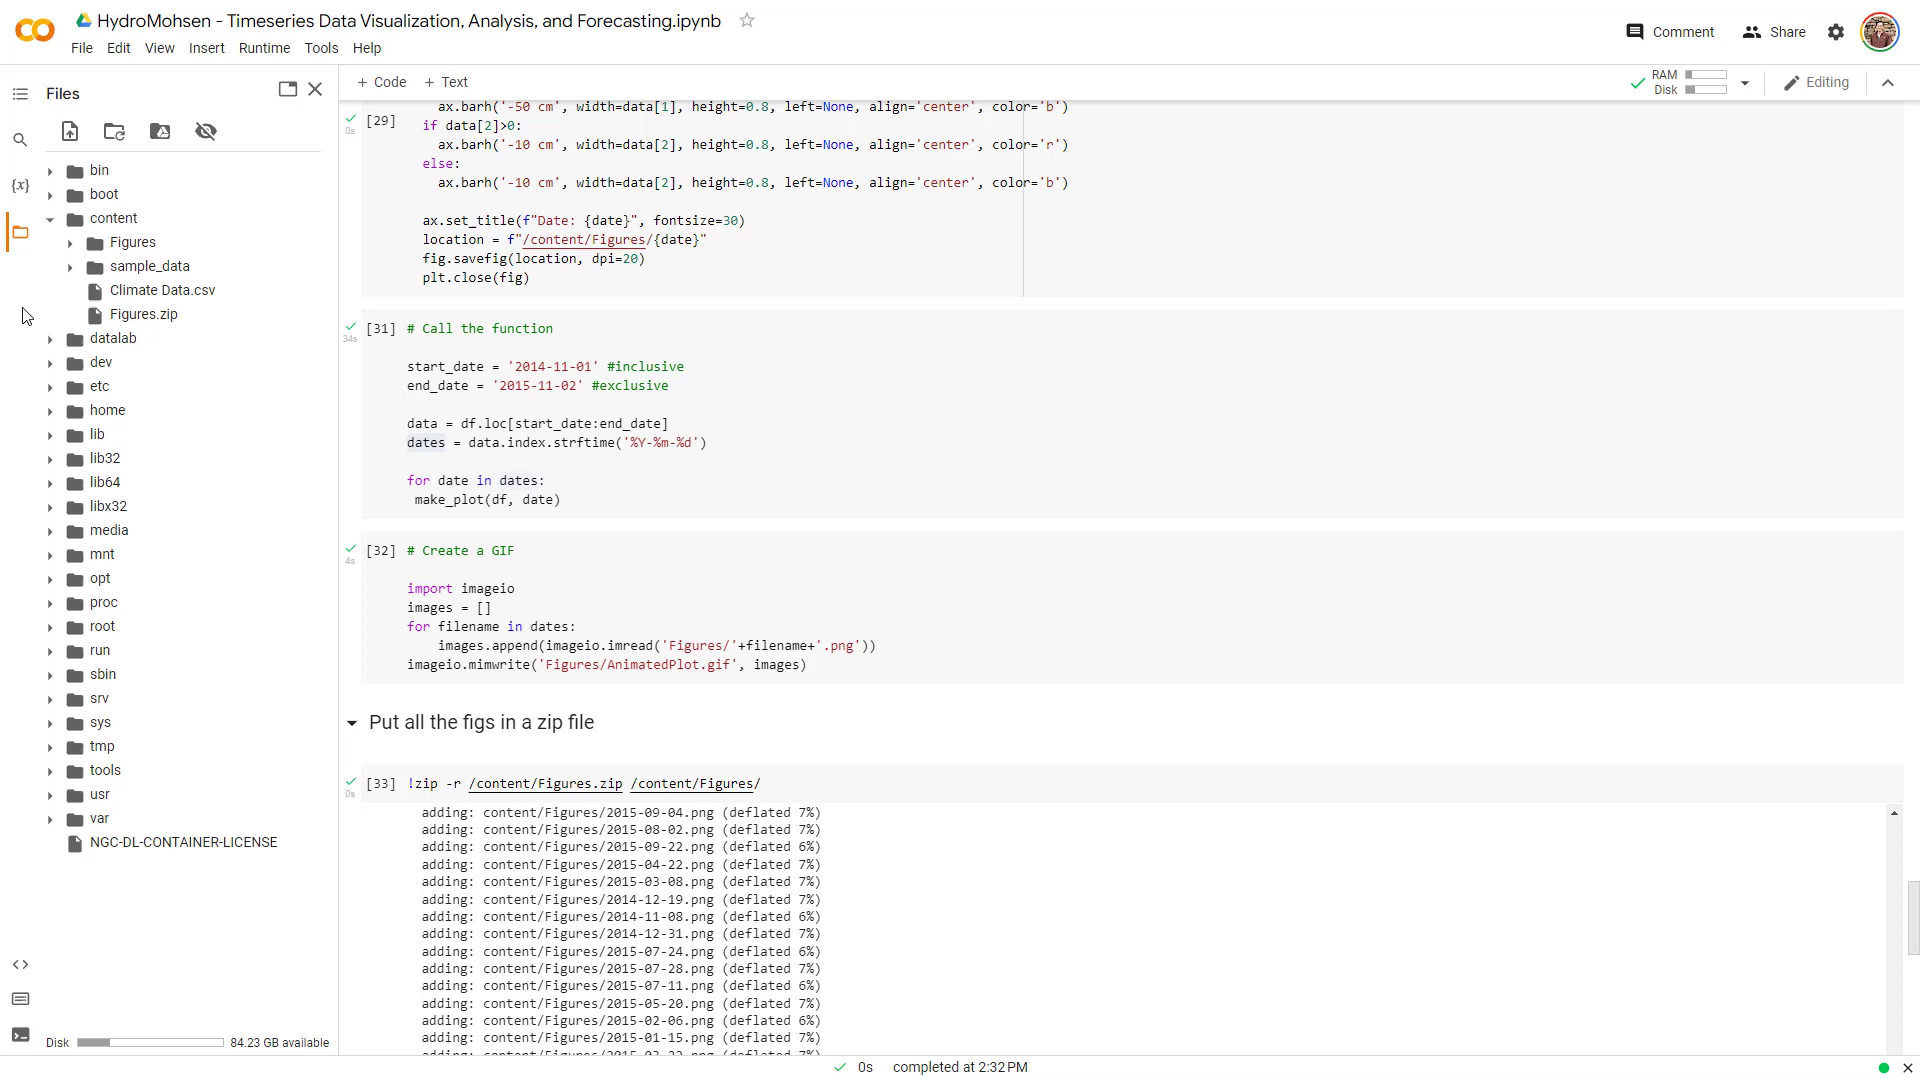 HydroMohsen - Timeseries Data Visualization, Analysis, and Forecasting.ipynb
File Edit View Insert Runtime Tools Help
Comment
Share
Files
+ Code + Text
RAM
Disk
Editing
{x}
bin
boot
content
Figures
sample_data
Climate Data.csv
Figures.zip
datalab
dev
etc
home
lib
lib32
lib64
libx32
media
mnt
opt
proc
root
run
sbin
srv
sys
tmp
tools
usr
var
NGC-DL-CONTAINER-LICENSE
Disk 84.23 GB available
ax.barh('-50 cm', width=data[1], height=0.8, left=None, align='center', color='b')
0s [29] if data[2]>0:
ax.barh('-10 cm', width=data[2], height=0.8, left=None, align='center', color='r')
else:
ax.barh('-10 cm', width=data[2], height=0.8, left=None, align='center', color='b')
ax.set_title(f"Date: {date}", fontsize=30)
location = f"/content/Figures/{date}"
fig.savefig(location, dpi=20)
plt.close(fig)
34s [31] # Call the function
start_date = '2014-11-01' #inclusive
end_date = '2015-11-02' #exclusive
data = df.loc[start_date:end_date]
dates = data.index.strftime('%Y-%m-%d')
for date in dates:
make_plot(df, date)
4s [32] # Create a GIF
import imageio
images = []
for filename in dates:
images.append(imageio.imread('Figures/'+filename+'.png'))
imageio.mimwrite('Figures/AnimatedPlot.gif', images)
Put all the figs in a zip file
0s [33] !zip -r /content/Figures.zip /content/Figures/
adding: content/Figures/2015-09-04.png (deflated 7%)
adding: content/Figures/2015-08-02.png (deflated 7%)
adding: content/Figures/2015-09-22.png (deflated 6%)
adding: content/Figures/2015-04-22.png (deflated 7%)
adding: content/Figures/2015-03-08.png (deflated 7%)
adding: content/Figures/2014-12-19.png (deflated 7%)
adding: content/Figures/2014-11-08.png (deflated 6%)
adding: content/Figures/2014-12-31.png (deflated 7%)
adding: content/Figures/2015-07-24.png (deflated 6%)
adding: content/Figures/2015-07-28.png (deflated 7%)
adding: content/Figures/2015-07-11.png (deflated 6%)
adding: content/Figures/2015-05-20.png (deflated 7%)
adding: content/Figures/2015-02-06.png (deflated 6%)
adding: content/Figures/2015-01-15.png (deflated 7%)
0s completed at 2:32 PM